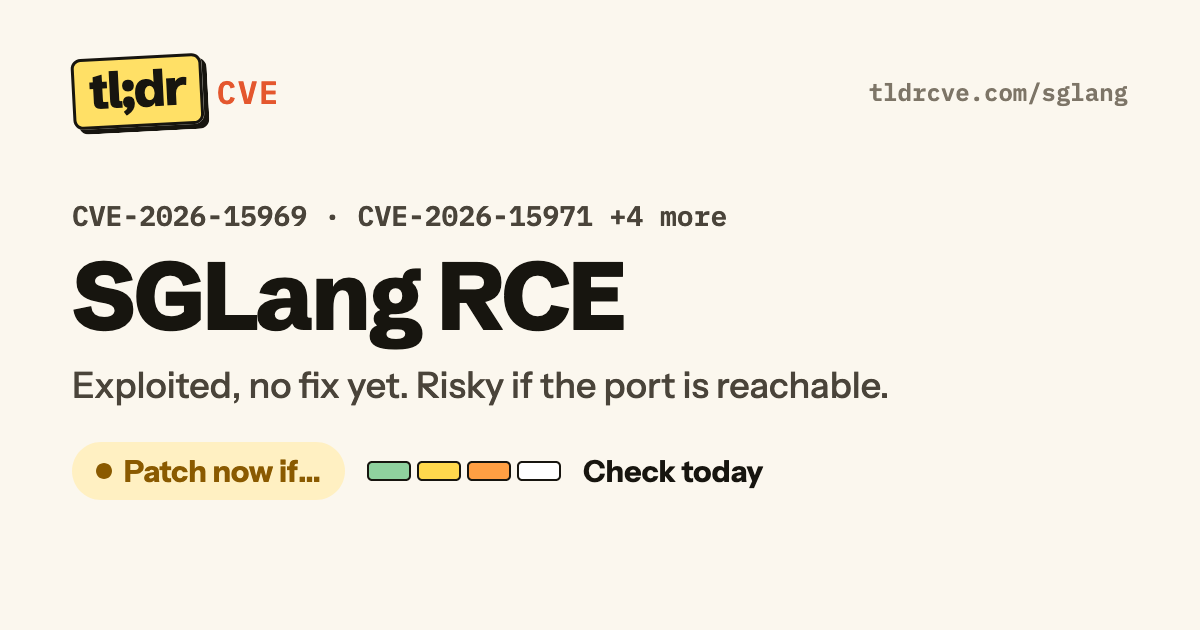 tl;dr CVE
tldrcve.com/sglang
CVE-2026-15969 · CVE-2026-15971 +4 more
SGLang RCE
Exploited, no fix yet. Risky if the port is reachable.
Patch now if... Check today